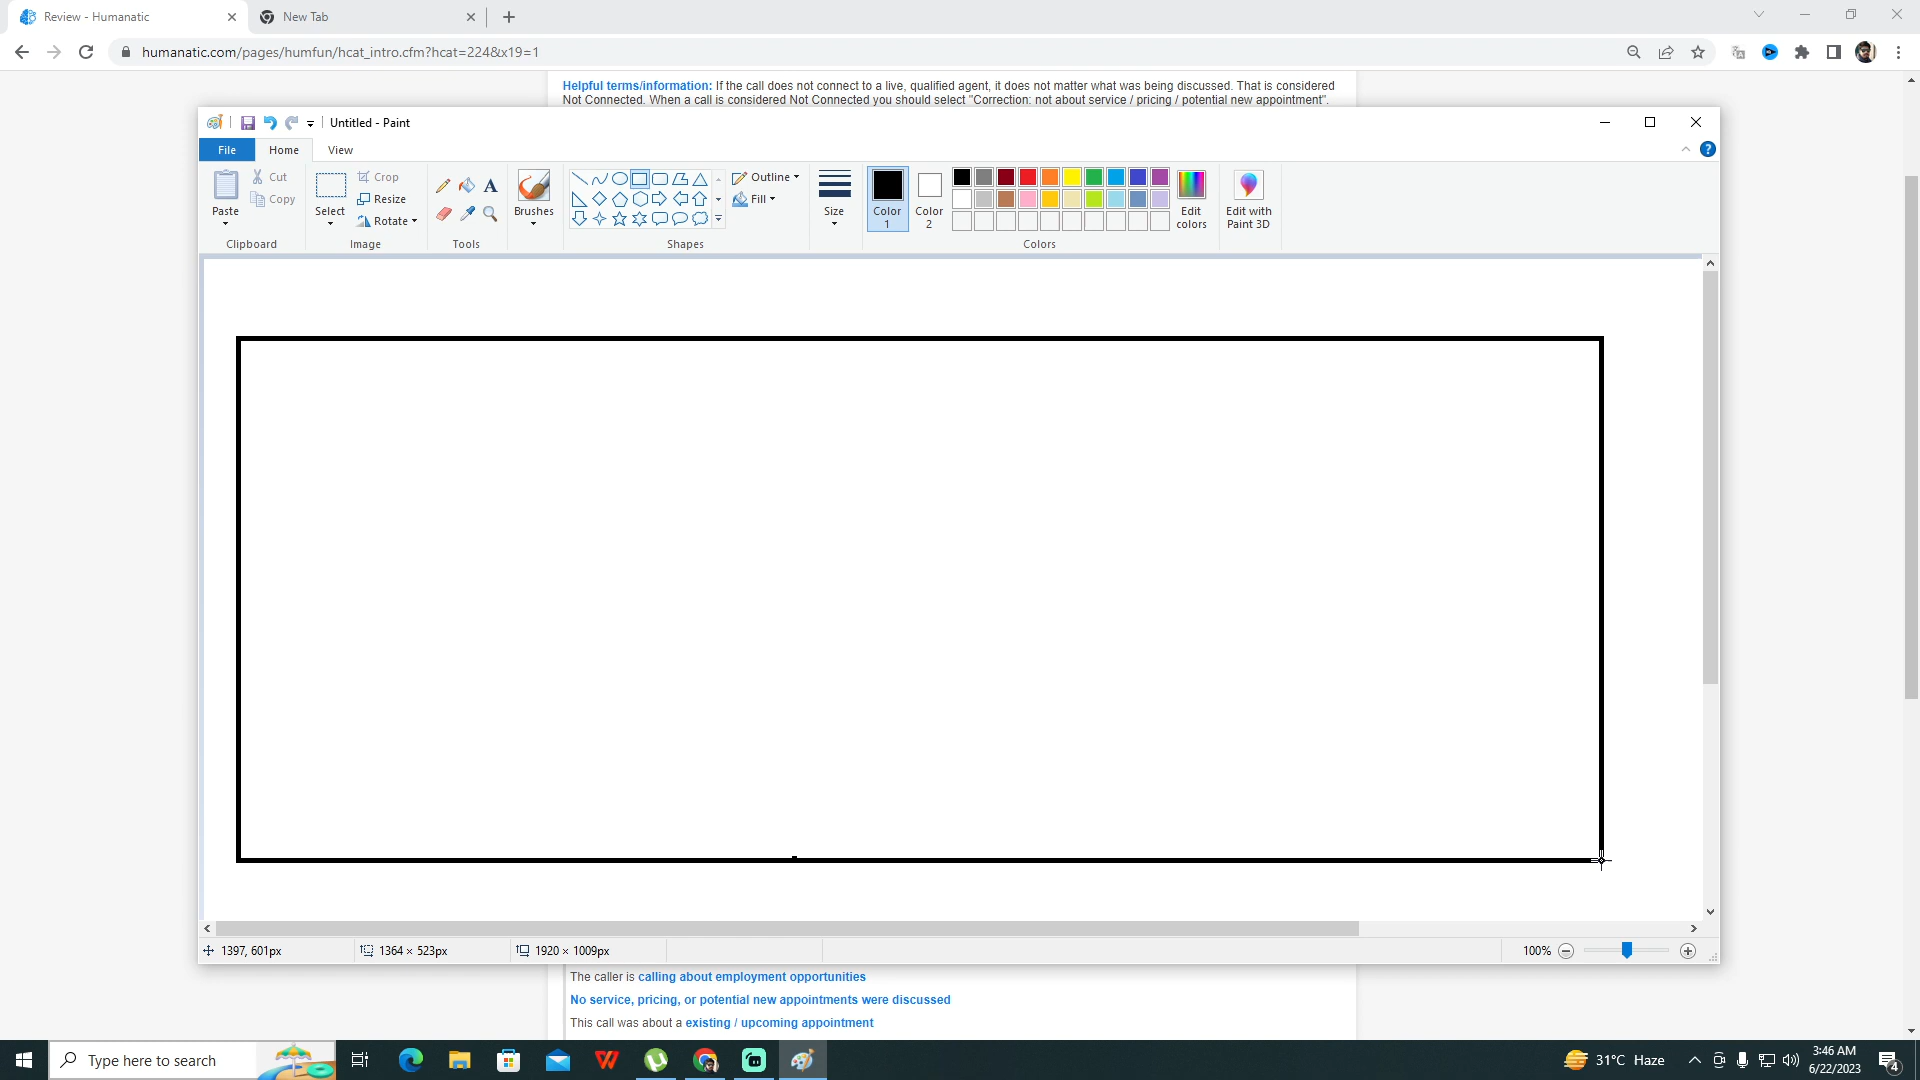 Review - Humanatic
New Tab
humanatic.com/pages/humfun/hcat_intro.cfm?hcat=224&x19=1
Helpful terms/information: If the call does not connect to a live, qualified agent, it does not matter what was being discussed. That is considered
Not Connected. When a call is considered Not Connected you should select "Correction: not about service / pricing / potential new appointment".
Untitled - Paint
File Home View
Paste
Cut
Copy
Clipboard
Select
Crop
Resize
Rotate
Image
A
Tools
Brushes
Shapes
Outline
Fill
Size
Color
1
Color
2
Colors
Edit
colors
Edit with
Paint 3D
1397, 601px
1364 × 523px
1920 × 1009px
100%
The caller is calling about employment opportunities
No service, pricing, or potential new appointments were discussed
This call was about a existing / upcoming appointment
Type here to search
31°C Haze
3:46 AM
6/22/2023
4